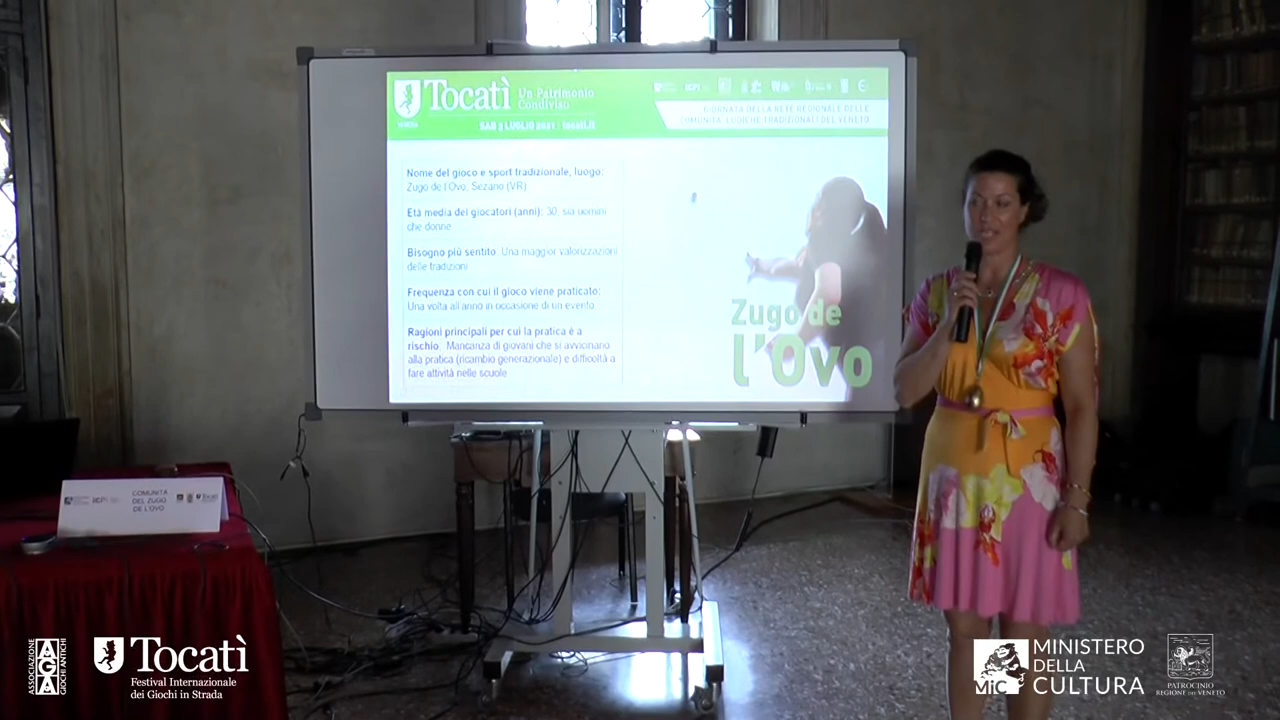 Tocatì
Un Patrimonio
Condiviso
SAB 3 LUGLIO 2021 | tocati.it
GIORNATA DELLA RETE REGIONALE DELLE
COMUNITÀ LUDICHE TRADIZIONALI DEL VENETO
Nome del gioco e sport tradizionale, luogo:
Zugo de l'Ovo, Sezano (VR)
Età media dei giocatori (anni): 30, sia uomini
che donne
Bisogno più sentito: Una maggior valorizzazioni
delle tradizioni
Frequenza con cui il gioco viene praticato:
Una volta all'anno in occasione di un evento
Ragioni principali per cui la pratica è a
rischio: Mancanza di giovani che si avvicinano
alla pratica (ricambio generazionale) e difficoltà a
fare attività nelle scuole
Zugo de
l'Ovo
COMUNITÀ
DEL ZUGO
DE L'OVO
Tocatì
ASSOCIAZIONE
AGA
GIOCHI ANTICHI
Tocatì
Festival Internazionale
dei Giochi in Strada
MiC
MINISTERO
DELLA
CULTURA
PATROCINIO
REGIONE DEL VENETO